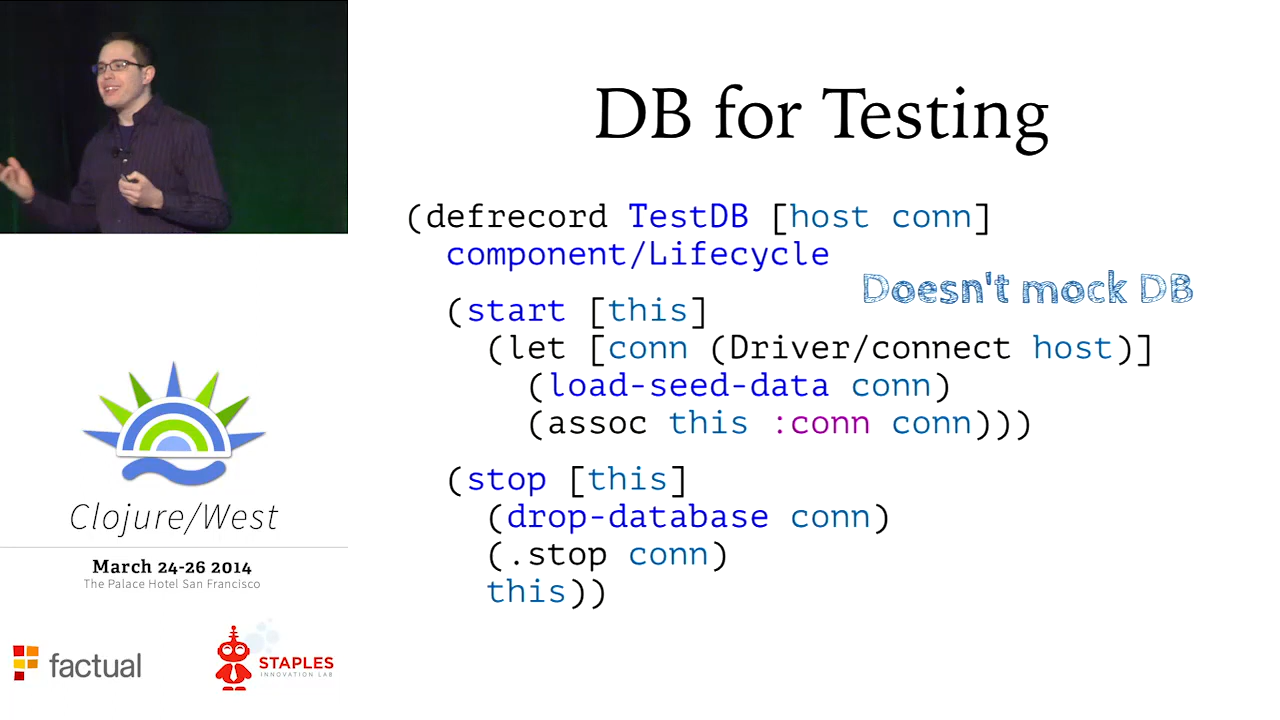 DB for Testing
(defrecord TestDB [host conn]
component/Lifecycle
Doesn't mock DB
(start [this]
(let [conn (Driver/connect host)]
(load-seed-data conn)
(assoc this :conn conn)))
(stop [this]
(drop-database conn)
(.stop conn)
this))
Clojure/West
March 24-26 2014
The Palace Hotel San Francisco
factual
STAPLES
INNOVATION LAB